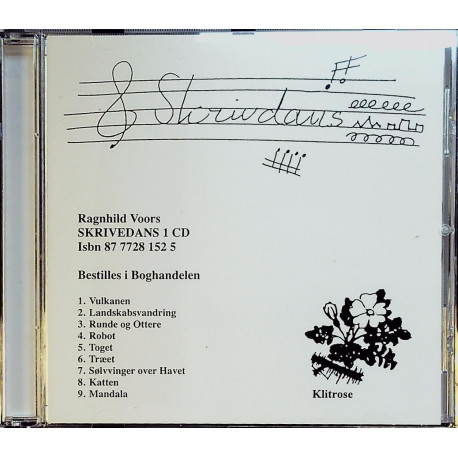 Skrivdans
Ragnhild Voors
SKRIVEDANS 1 CD
Isbn 87 7728 152 5
Bestilles i Boghandelen
1. Vulkanen
2. Landskabsvandring
3. Runde og Ottere
4. Robot
5. Toget
6. Træet
7. Sølvvinger over Havet
8. Katten
9. Mandala
Klitrose